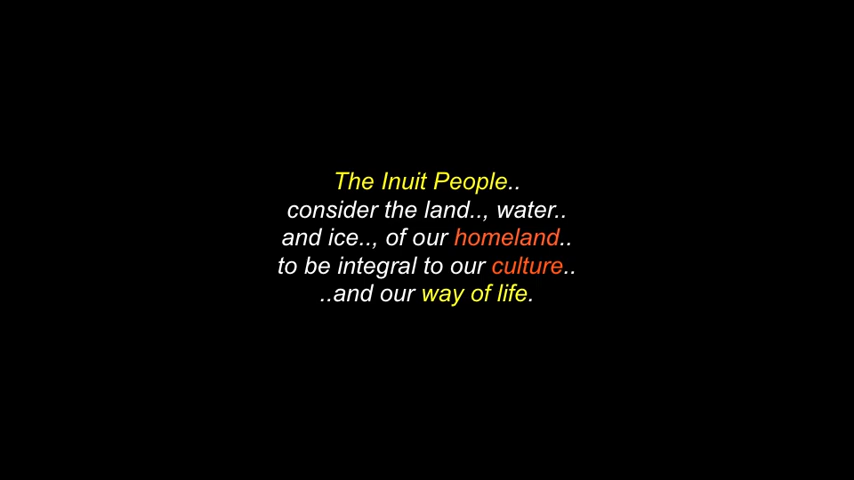 The Inuit People..
consider the land.., water..
and ice.., of our homeland..
to be integral to our culture..
..and our way of life.